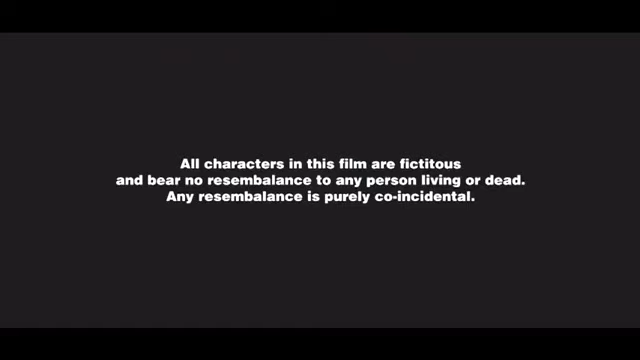 All characters in this film are fictitous
and bear no resembalance to any person living or dead.
Any resembalance is purely co-incidental.